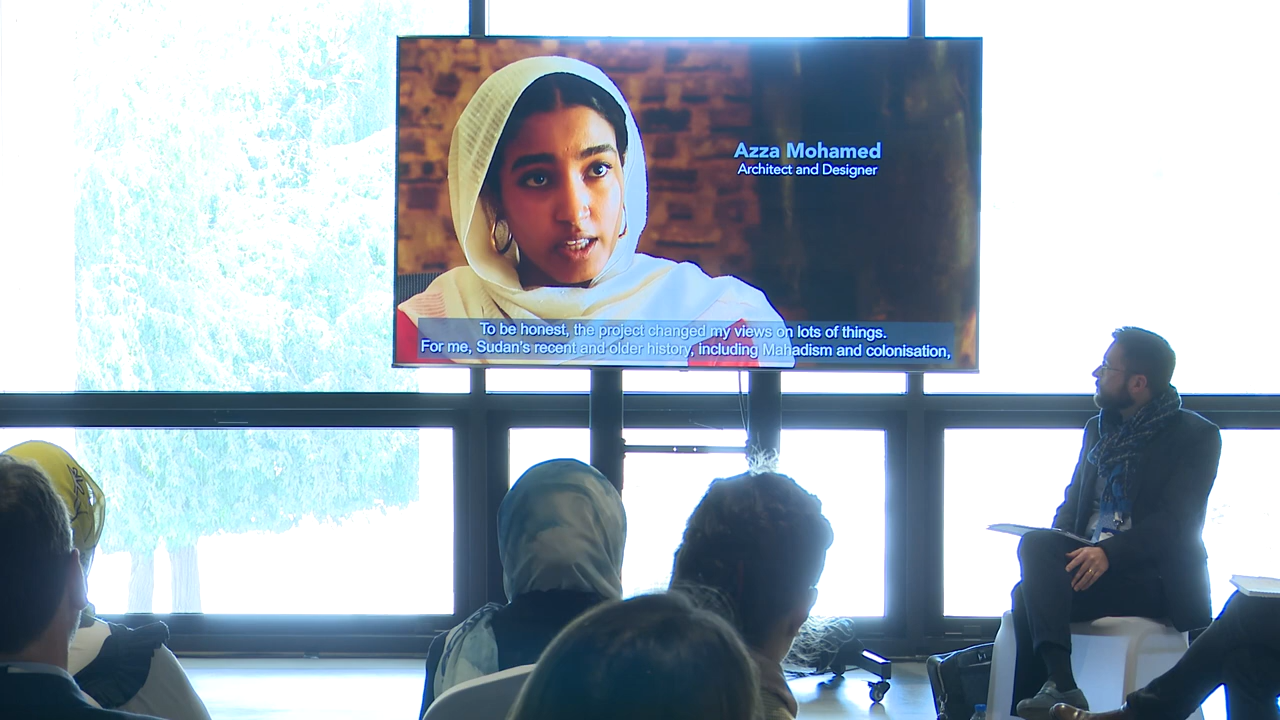 Azza Mohamed
Architect and Designer
To be honest, the project changed my views on lots of things.
For me, Sudan's recent and older history, including Mahadism and colonisation,